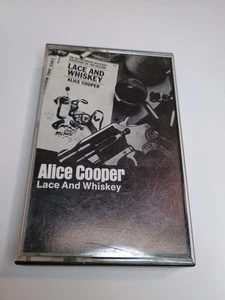 LACE AND
WHISKEY
ALICE COOPER
Alice Cooper
Lace And Whiskey